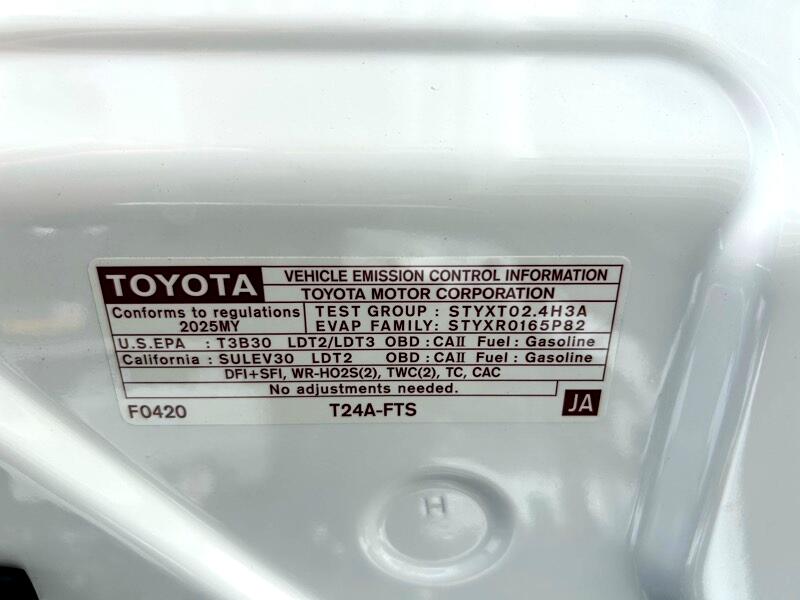 TOYOTA VEHICLE EMISSION CONTROL INFORMATION
TOYOTA MOTOR CORPORATION
Conforms to regulations
2025MY
TEST GROUP : STYXT02.4H3A
EVAP FAMILY: STYXR0165P82
U.S.EPA : T3B30 LDT2/LDT3 OBD : CAII Fuel : Gasoline
California : SULEV30 LDT2 OBD : CAII Fuel : Gasoline
DFI+SFI, WR-HO2S(2), TWC(2), TC, CAC
No adjustments needed.
F0420 T24A-FTS JA
H